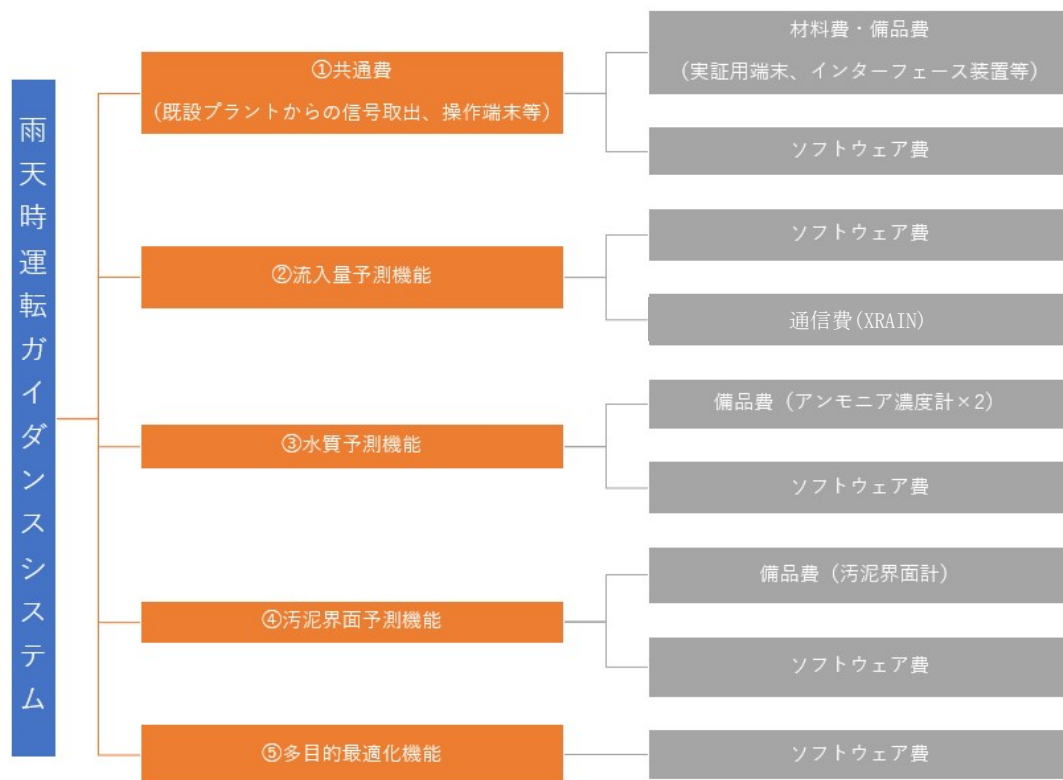 雨天時運転ガイダンスシステム
①共通費
(既設プラントからの信号取出、操作端末等)
材料費・備品費
(実証用端末、インターフェース装置等)
ソフトウェア費
②流入量予測機能
ソフトウェア費
通信費(XRAIN)
③水質予測機能
備品費（アンモニア濃度計×2）
ソフトウェア費
④汚泥界面予測機能
備品費（汚泥界面計）
ソフトウェア費
⑤多目的最適化機能
ソフトウェア費